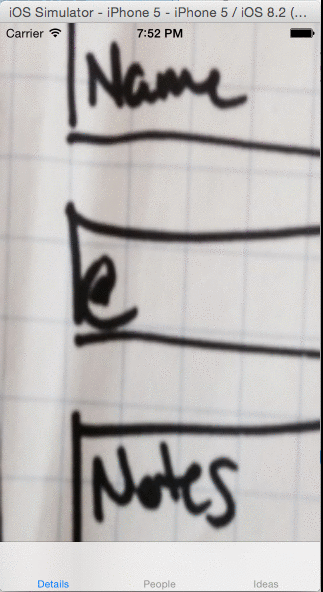 iOS Simulator - iPhone 5 - iPhone 5 / iOS 8.2 (...
Carrier 7:52 PM
Name
e
Notes
Details People Ideas